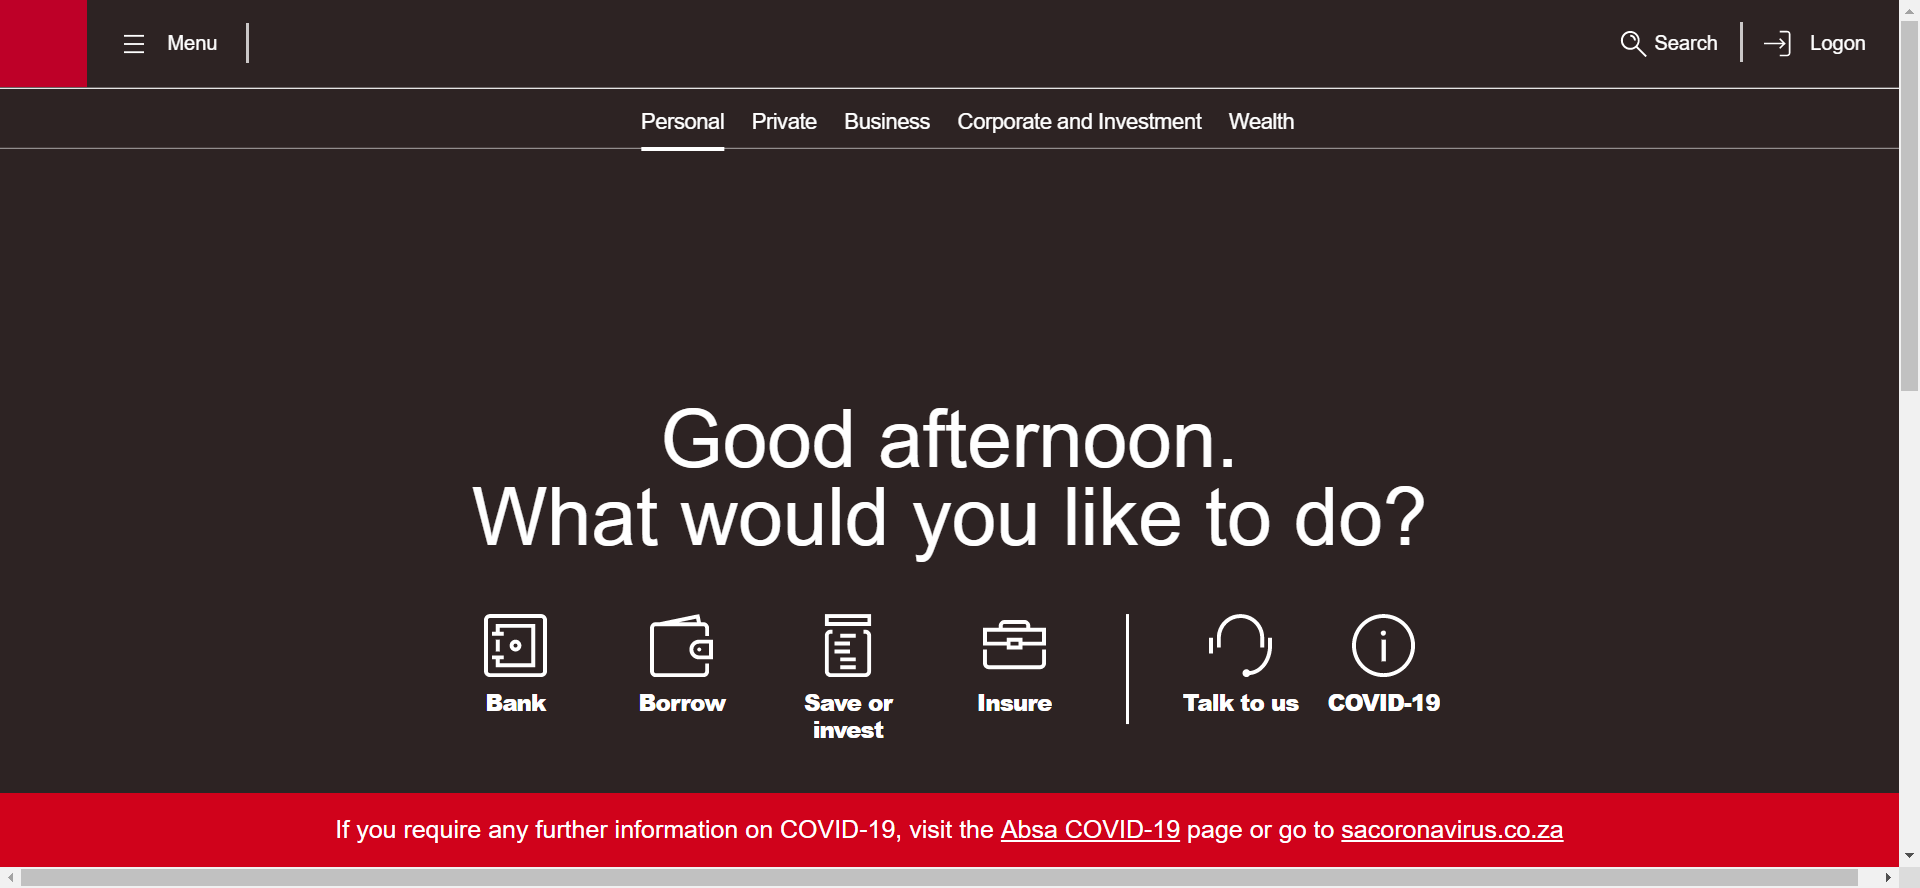 Menu
Search
Logon
Personal Private Business Corporate and Investment Wealth
Good afternoon.
What would you like to do?
Bank
Borrow
Save or
invest
Insure
Talk to us
COVID-19
If you require any further information on COVID-19, visit the Absa COVID-19 page or go to sacoronavirus.co.za